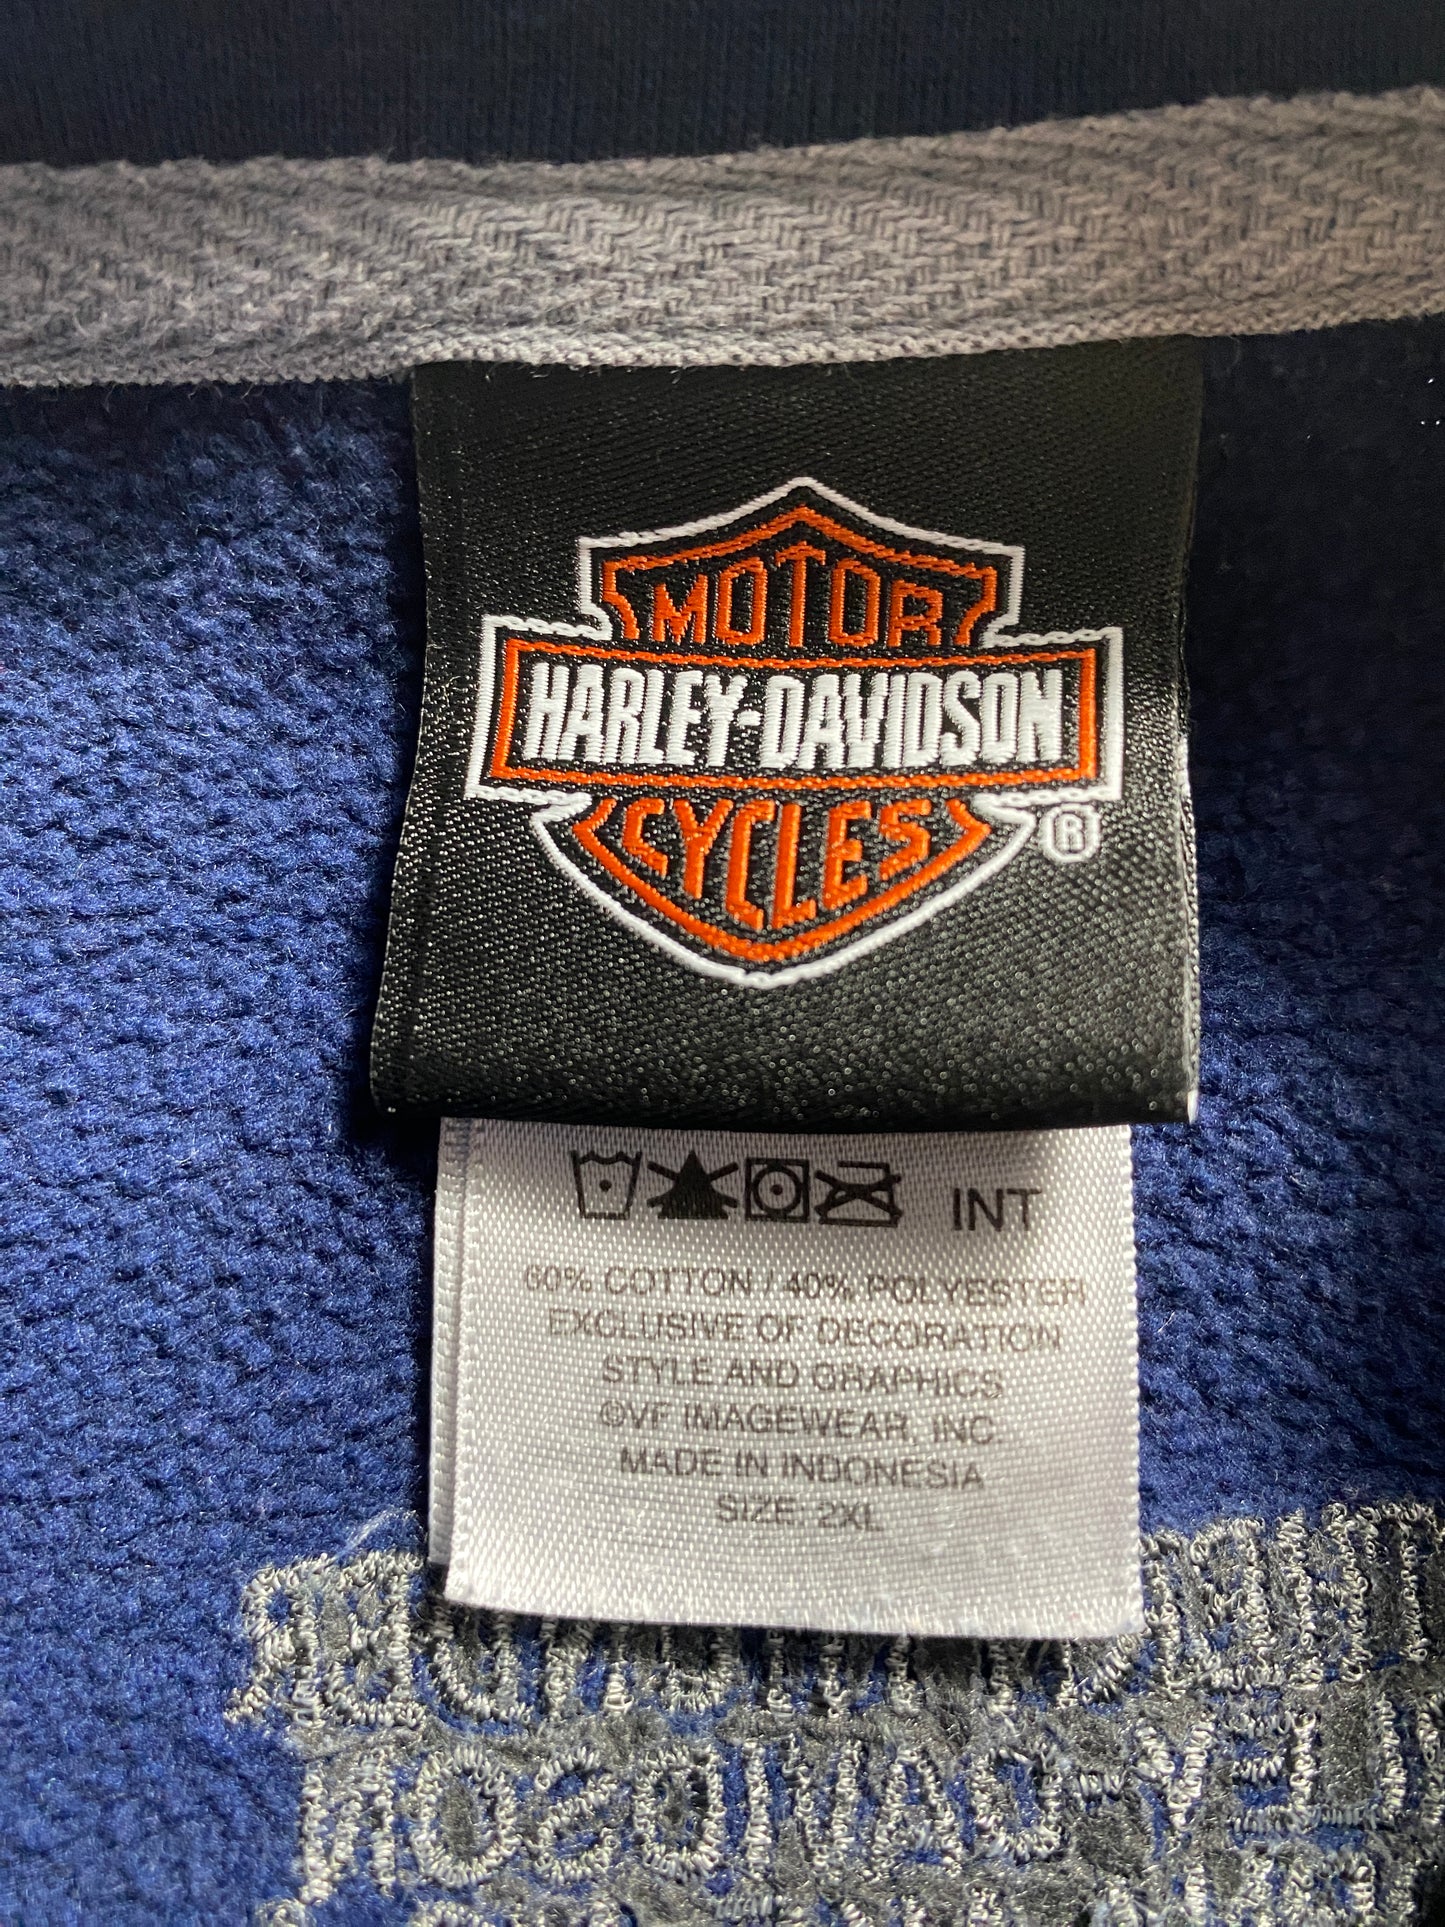 MOTOR
HARLEY-DAVIDSON
CYCLES
®
INT
60% COTTON / 40% POLYESTER
EXCLUSIVE OF DECORATION
STYLE AND GRAPHICS
©VF IMAGEWEAR, INC.
MADE IN INDONESIA
SIZE: 2XL